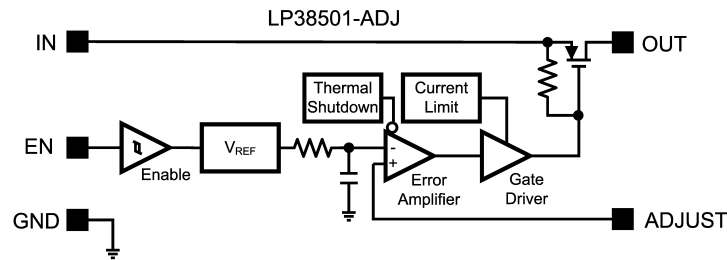 LP38501-ADJ
IN
OUT
Thermal
Shutdown
Current
Limit
EN
Enable
VREF
-
+
Error
Amplifier
Gate
Driver
GND
ADJUST